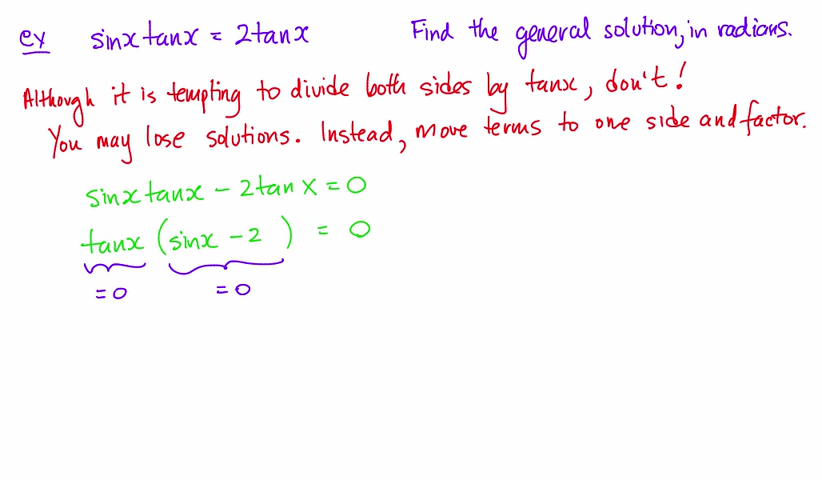 ex sinx tanx = 2tanx Find the general solution, in radians.
Although it is tempting to divide both sides by tanx, don't!
You may lose solutions. Instead, move terms to one side and factor.
sinx tanx - 2tanx = 0
tanx (sinx - 2) = 0
= 0 = 0